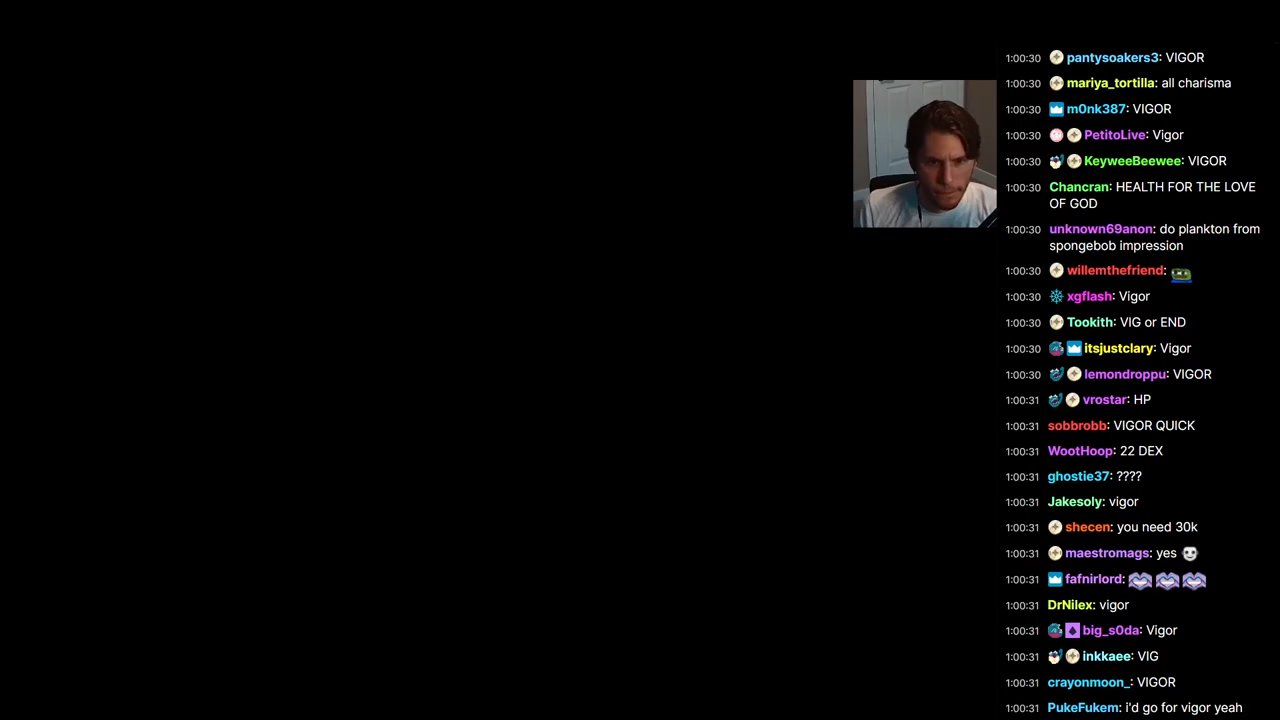 1:00:30 pantysoakers3: VIGOR
1:00:30 mariya_tortilla: all charisma
1:00:30 m0nk387: VIGOR
1:00:30 PetitoLive: Vigor
1:00:30 KeyweeBeewee: VIGOR
1:00:30 Chancran: HEALTH FOR THE LOVE
OF GOD
1:00:30 unknown69anon: do plankton from
spongebob impression
1:00:30 willemthefriend:
1:00:30 xgflash: Vigor
1:00:30 Tookith: VIG or END
1:00:30 itsjustclary: Vigor
1:00:30 lemondroppu: VIGOR
1:00:31 vrostar: HP
1:00:31 sobbrobb: VIGOR QUICK
1:00:31 WootHoop: 22 DEX
1:00:31 ghostie37: ????
1:00:31 Jakesoly: vigor
1:00:31 shecen: you need 30k
1:00:31 maestromags: yes
1:00:31 fafnirlord:
1:00:31 DrNilex: vigor
1:00:31 big_s0da: Vigor
1:00:31 inkkaee: VIG
1:00:31 crayonmoon_: VIGOR
1:00:31 PukeFukem: i'd go for vigor yeah